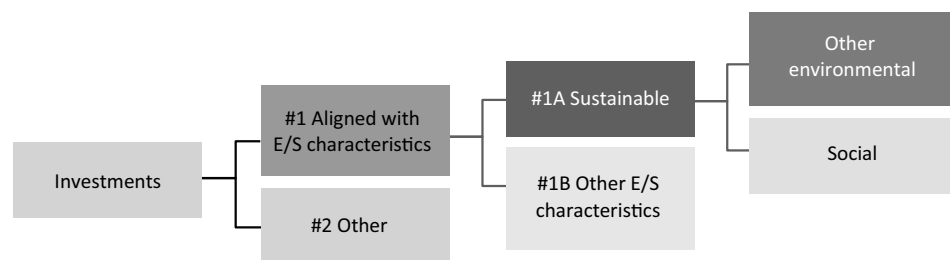 Investments
#1 Aligned with
E/S characteristics
#2 Other
#1A Sustainable
#1B Other E/S
characteristics
Other
environmental
Social